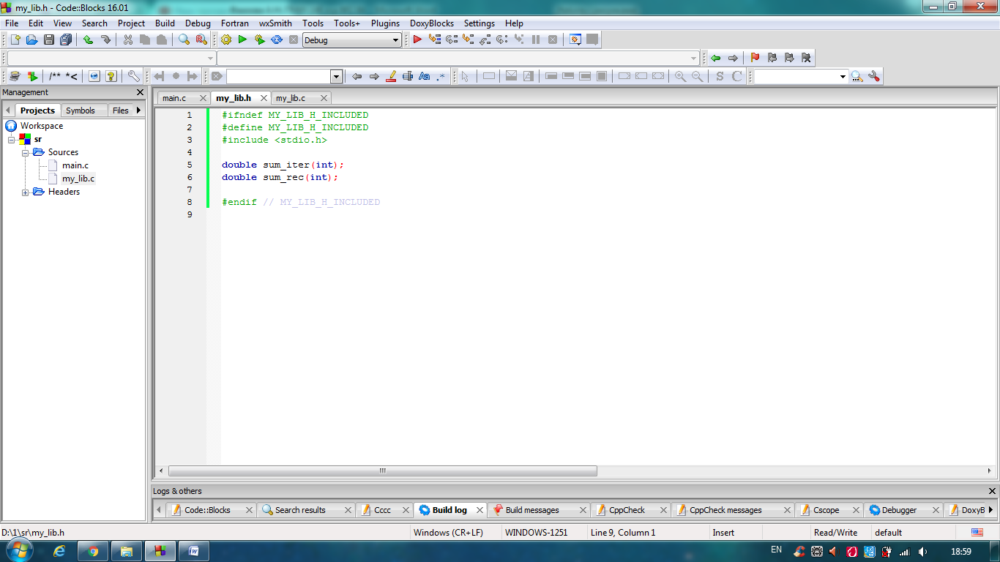 my_lib.h - Code::Blocks 16.01
File Edit View Search Project Build Debug Fortran wxSmith Tools Tools+ Plugins DoxyBlocks Settings Help
Debug
/** *<
Aa .*
S C
Management
main.c my_lib.h my_lib.c
Projects Symbols Files
Workspace
sr
Sources
main.c
my_lib.c
Headers
1 #ifndef MY_LIB_H_INCLUDED
2 #define MY_LIB_H_INCLUDED
3 #include <stdio.h>
4
5 double sum_iter(int);
6 double sum_rec(int);
7
8 #endif // MY_LIB_H_INCLUDED
9
Logs & others
Code::Blocks Search results Cccc Build log Build messages CppCheck CppCheck messages Cscope Debugger DoxyB
D:\1\sr\my_lib.h Windows (CR+LF) WINDOWS-1251 Line 9, Column 1 Insert Read/Write default
EN 18:59